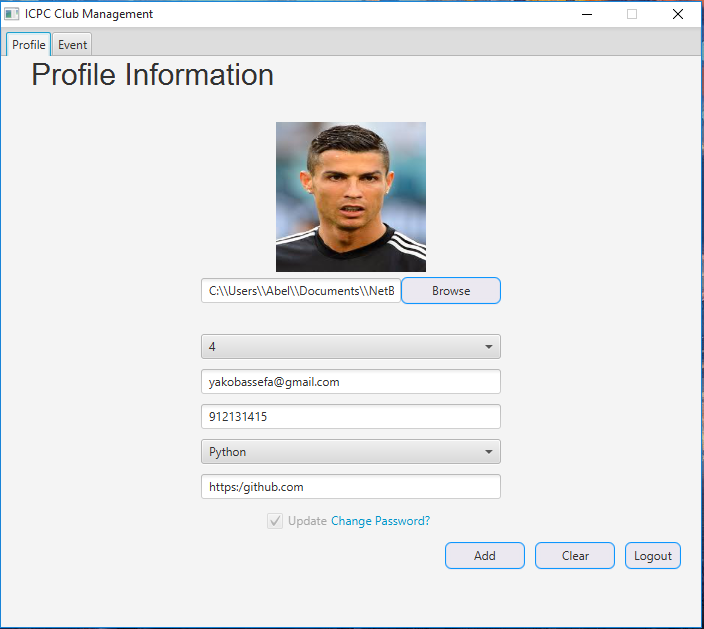 ICPC Club Management
Profile Event
Profile Information
C:\\Users\\Abel\\Documents\\NetB Browse
4
yakobassefa@gmail.com
912131415
Python
https:/github.com
Update Change Password?
Add Clear Logout